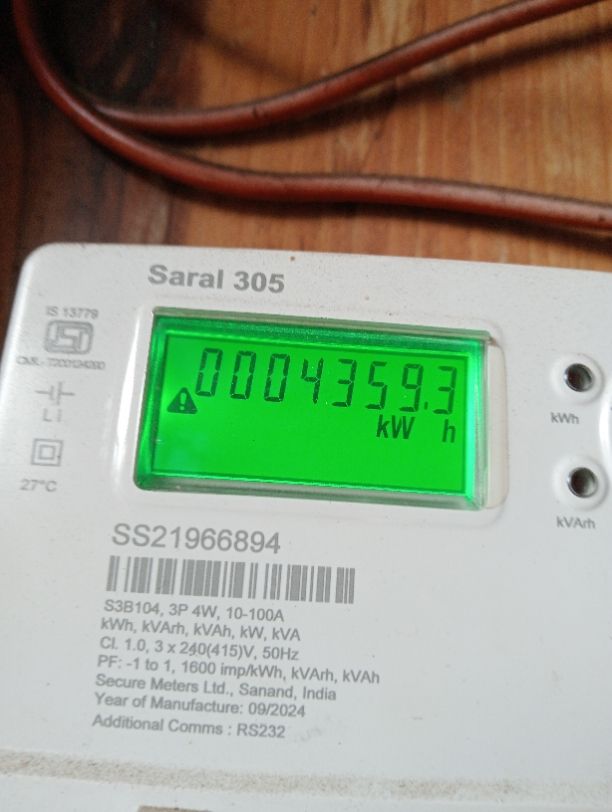 Saral 305
IS 13779
Li
27°C
0004359.3
kW h
kWh
kVArh
SS21966894
S3B104, 3P 4W, 10-100A
kWh, kVArh, kVAh, kW, kVA
Cl. 1.0, 3 x 240(415)V, 50Hz
PF: -1 to 1, 1600 imp/kWh, kVArh, kVAh
Secure Meters Ltd., Sanand, India
Year of Manufacture: 09/2024
Additional Comms : RS232